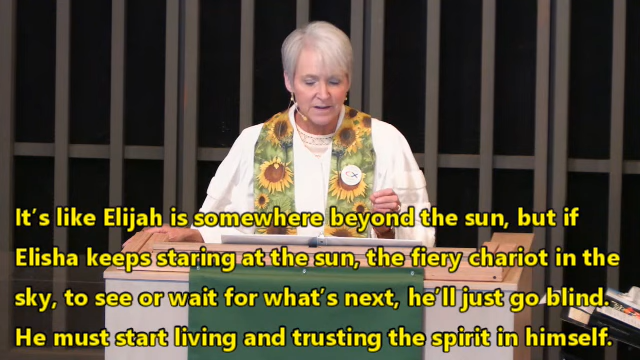 It's like Elijah is somewhere beyond the sun, but if
Elisha keeps staring at the sun, the fiery chariot in the
sky, to see or wait for what's next, he'll just go blind.
He must start living and trusting the spirit in himself.